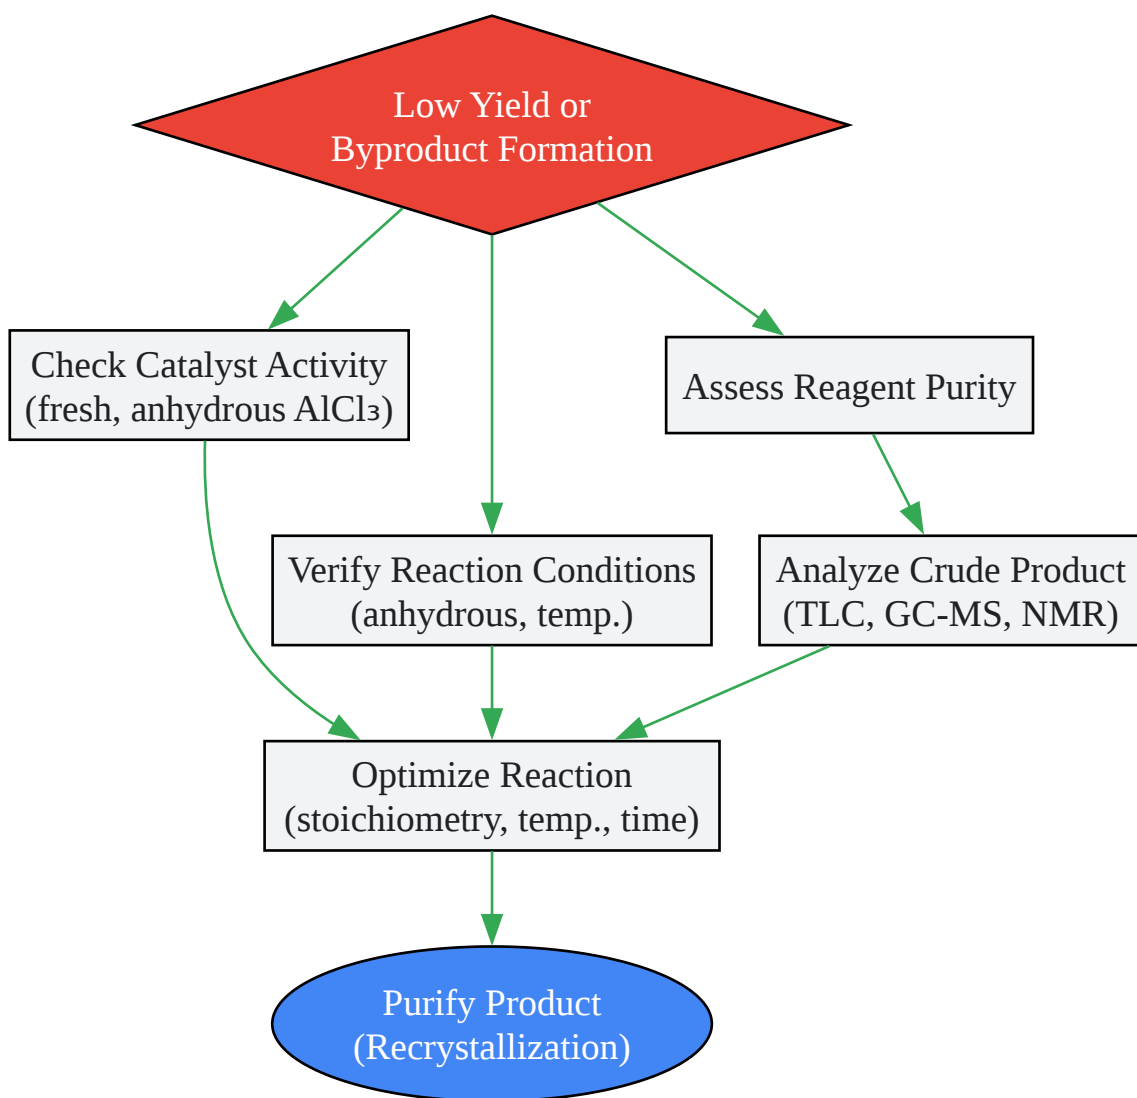 Low Yield or
Byproduct Formation
Check Catalyst Activity
(fresh, anhydrous AlCl₃)
Assess Reagent Purity
Verify Reaction Conditions
(anhydrous, temp.)
Analyze Crude Product
(TLC, GC-MS, NMR)
Optimize Reaction
(stoichiometry, temp., time)
Purify Product
(Recrystallization)